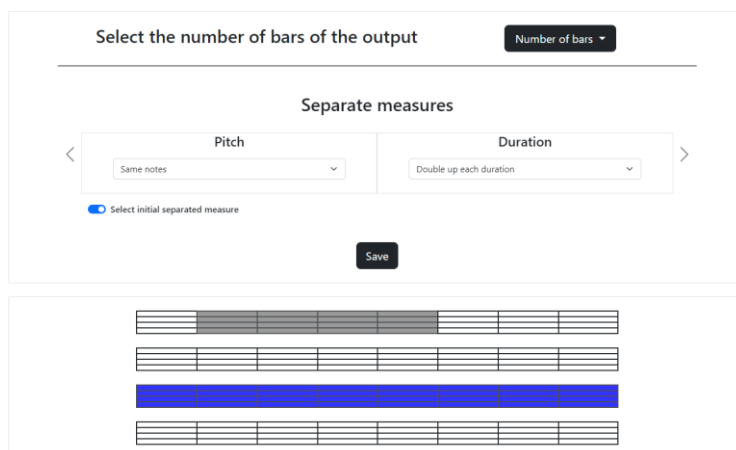 Select the number of bars of the output
Number of bars
Separate measures
Pitch
Duration
Same notes
Double up each duration
Select initial separated measure
Save